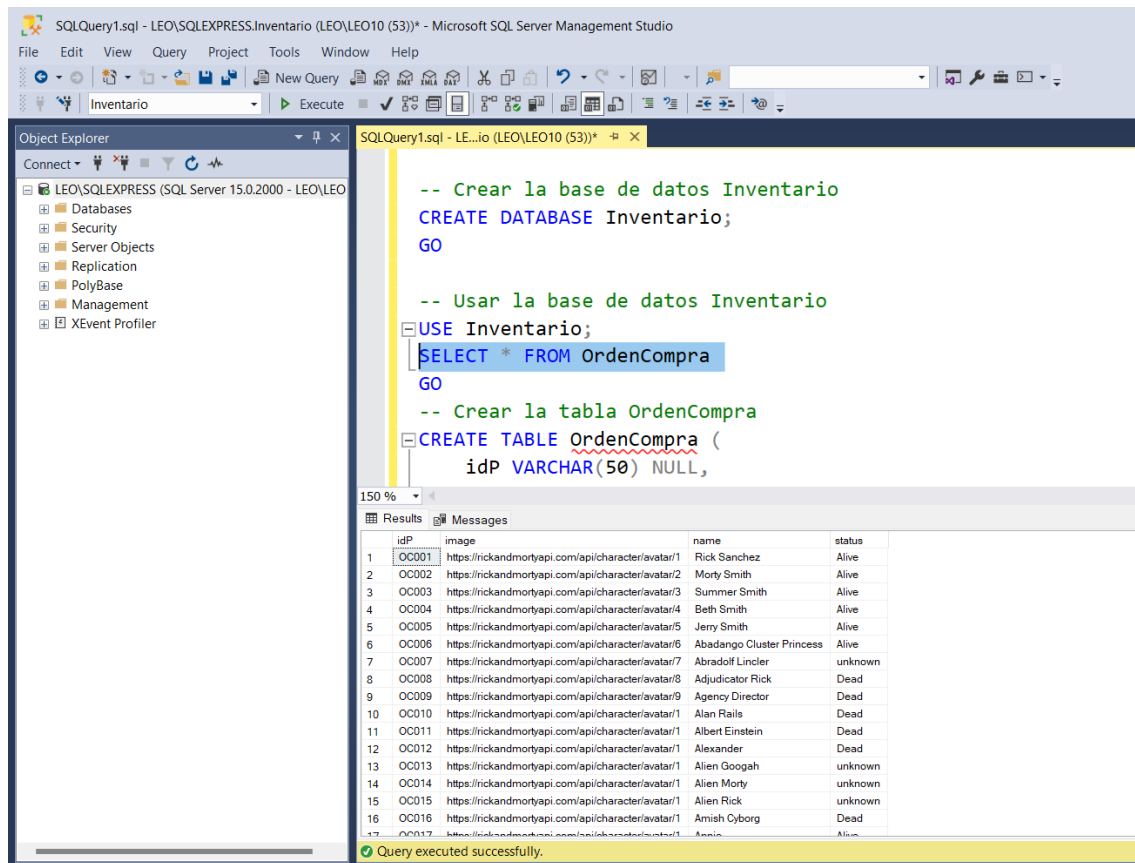 SQLQuery1.sql - LEO\SQLEXPRESS.Inventario (LEO\LEO10 (53))* - Microsoft SQL Server Management Studio
File Edit View Query Project Tools Window Help
New Query MDX DMX XMLA DAX
Inventario Execute
Object Explorer
SQLQuery1.sql - LE...io (LEO\LEO10 (53))*
Connect
LEO\SQLEXPRESS (SQL Server 15.0.2000 - LEO\LEO
Databases
Security
Server Objects
Replication
PolyBase
Management
XEvent Profiler
-- Crear la base de datos Inventario
CREATE DATABASE Inventario;
GO
-- Usar la base de datos Inventario
USE Inventario;
SELECT * FROM OrdenCompra
GO
-- Crear la tabla OrdenCompra
CREATE TABLE OrdenCompra (
idP VARCHAR(50) NULL,
150 %
Results Messages
idP image name status
1 OC001 https://rickandmortyapi.com/api/character/avatar/1 Rick Sanchez Alive
2 OC002 https://rickandmortyapi.com/api/character/avatar/2 Morty Smith Alive
3 OC003 https://rickandmortyapi.com/api/character/avatar/3 Summer Smith Alive
4 OC004 https://rickandmortyapi.com/api/character/avatar/4 Beth Smith Alive
5 OC005 https://rickandmortyapi.com/api/character/avatar/5 Jerry Smith Alive
6 OC006 https://rickandmortyapi.com/api/character/avatar/6 Abadango Cluster Princess Alive
7 OC007 https://rickandmortyapi.com/api/character/avatar/7 Abradolf Lincler unknown
8 OC008 https://rickandmortyapi.com/api/character/avatar/8 Adjudicator Rick Dead
9 OC009 https://rickandmortyapi.com/api/character/avatar/9 Agency Director Dead
10 OC010 https://rickandmortyapi.com/api/character/avatar/1 Alan Rails Dead
11 OC011 https://rickandmortyapi.com/api/character/avatar/1 Albert Einstein Dead
12 OC012 https://rickandmortyapi.com/api/character/avatar/1 Alexander Dead
13 OC013 https://rickandmortyapi.com/api/character/avatar/1 Alien Googah unknown
14 OC014 https://rickandmortyapi.com/api/character/avatar/1 Alien Morty unknown
15 OC015 https://rickandmortyapi.com/api/character/avatar/1 Alien Rick unknown
16 OC016 https://rickandmortyapi.com/api/character/avatar/1 Amish Cyborg Dead
17 OC017 https://rickandmortyapi.com/api/character/avatar/1 Annie Alive
Query executed successfully.